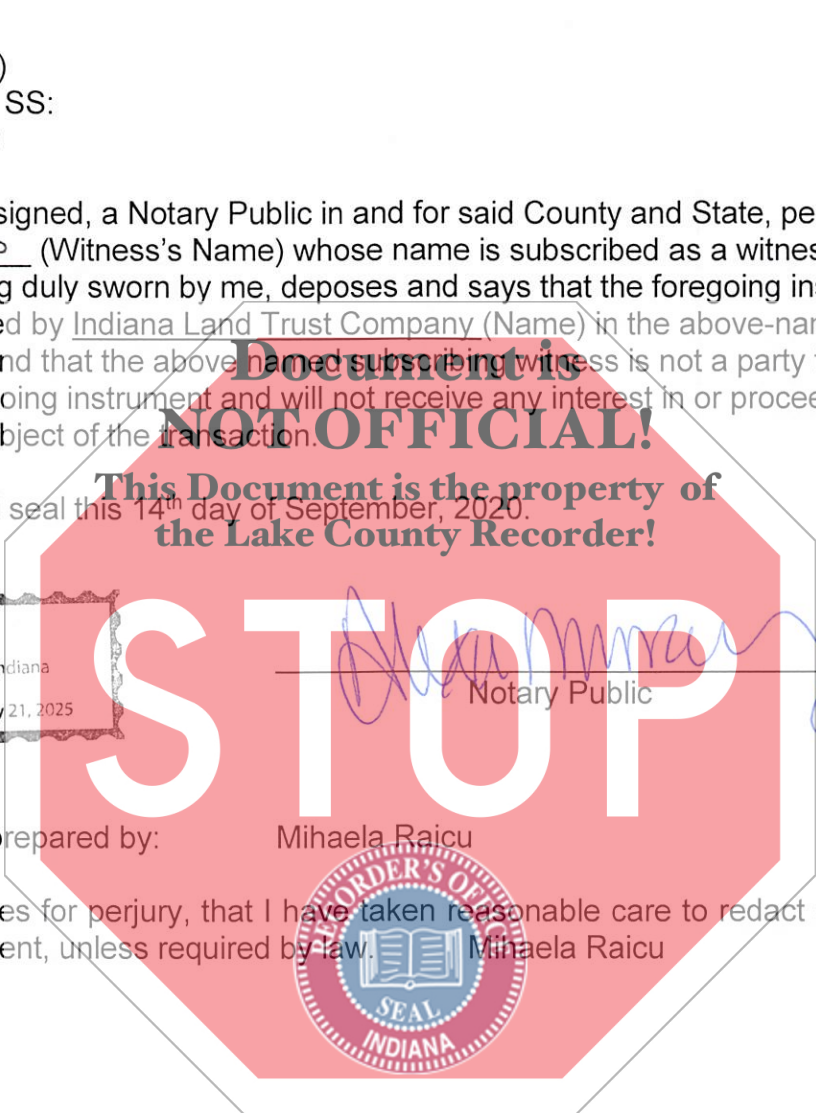 )
SS:
signed, a Notary Public in and for said County and State, pe
(Witness's Name) whose name is subscribed as a witnes
g duly sworn by me, deposes and says that the foregoing ins
ed by Indiana Land Trust Company (Name) in the above-nar
nd that the above named subscribing witness is not a party
oing instrument and will not receive any interest in or procee
bject of the transaction.
Document is
NOT OFFICIAL!
This Document is the property of
the Lake County Recorder!
seal this 14th day of September, 2020.
STOP
ndiana
21, 2025
Notary Public
prepared by: Mihaela Raicu
es for perjury, that I have taken reasonable care to redact
ent, unless required by law. Mihaela Raicu
RECORDER'S OFFICE
SEAL
INDIANA